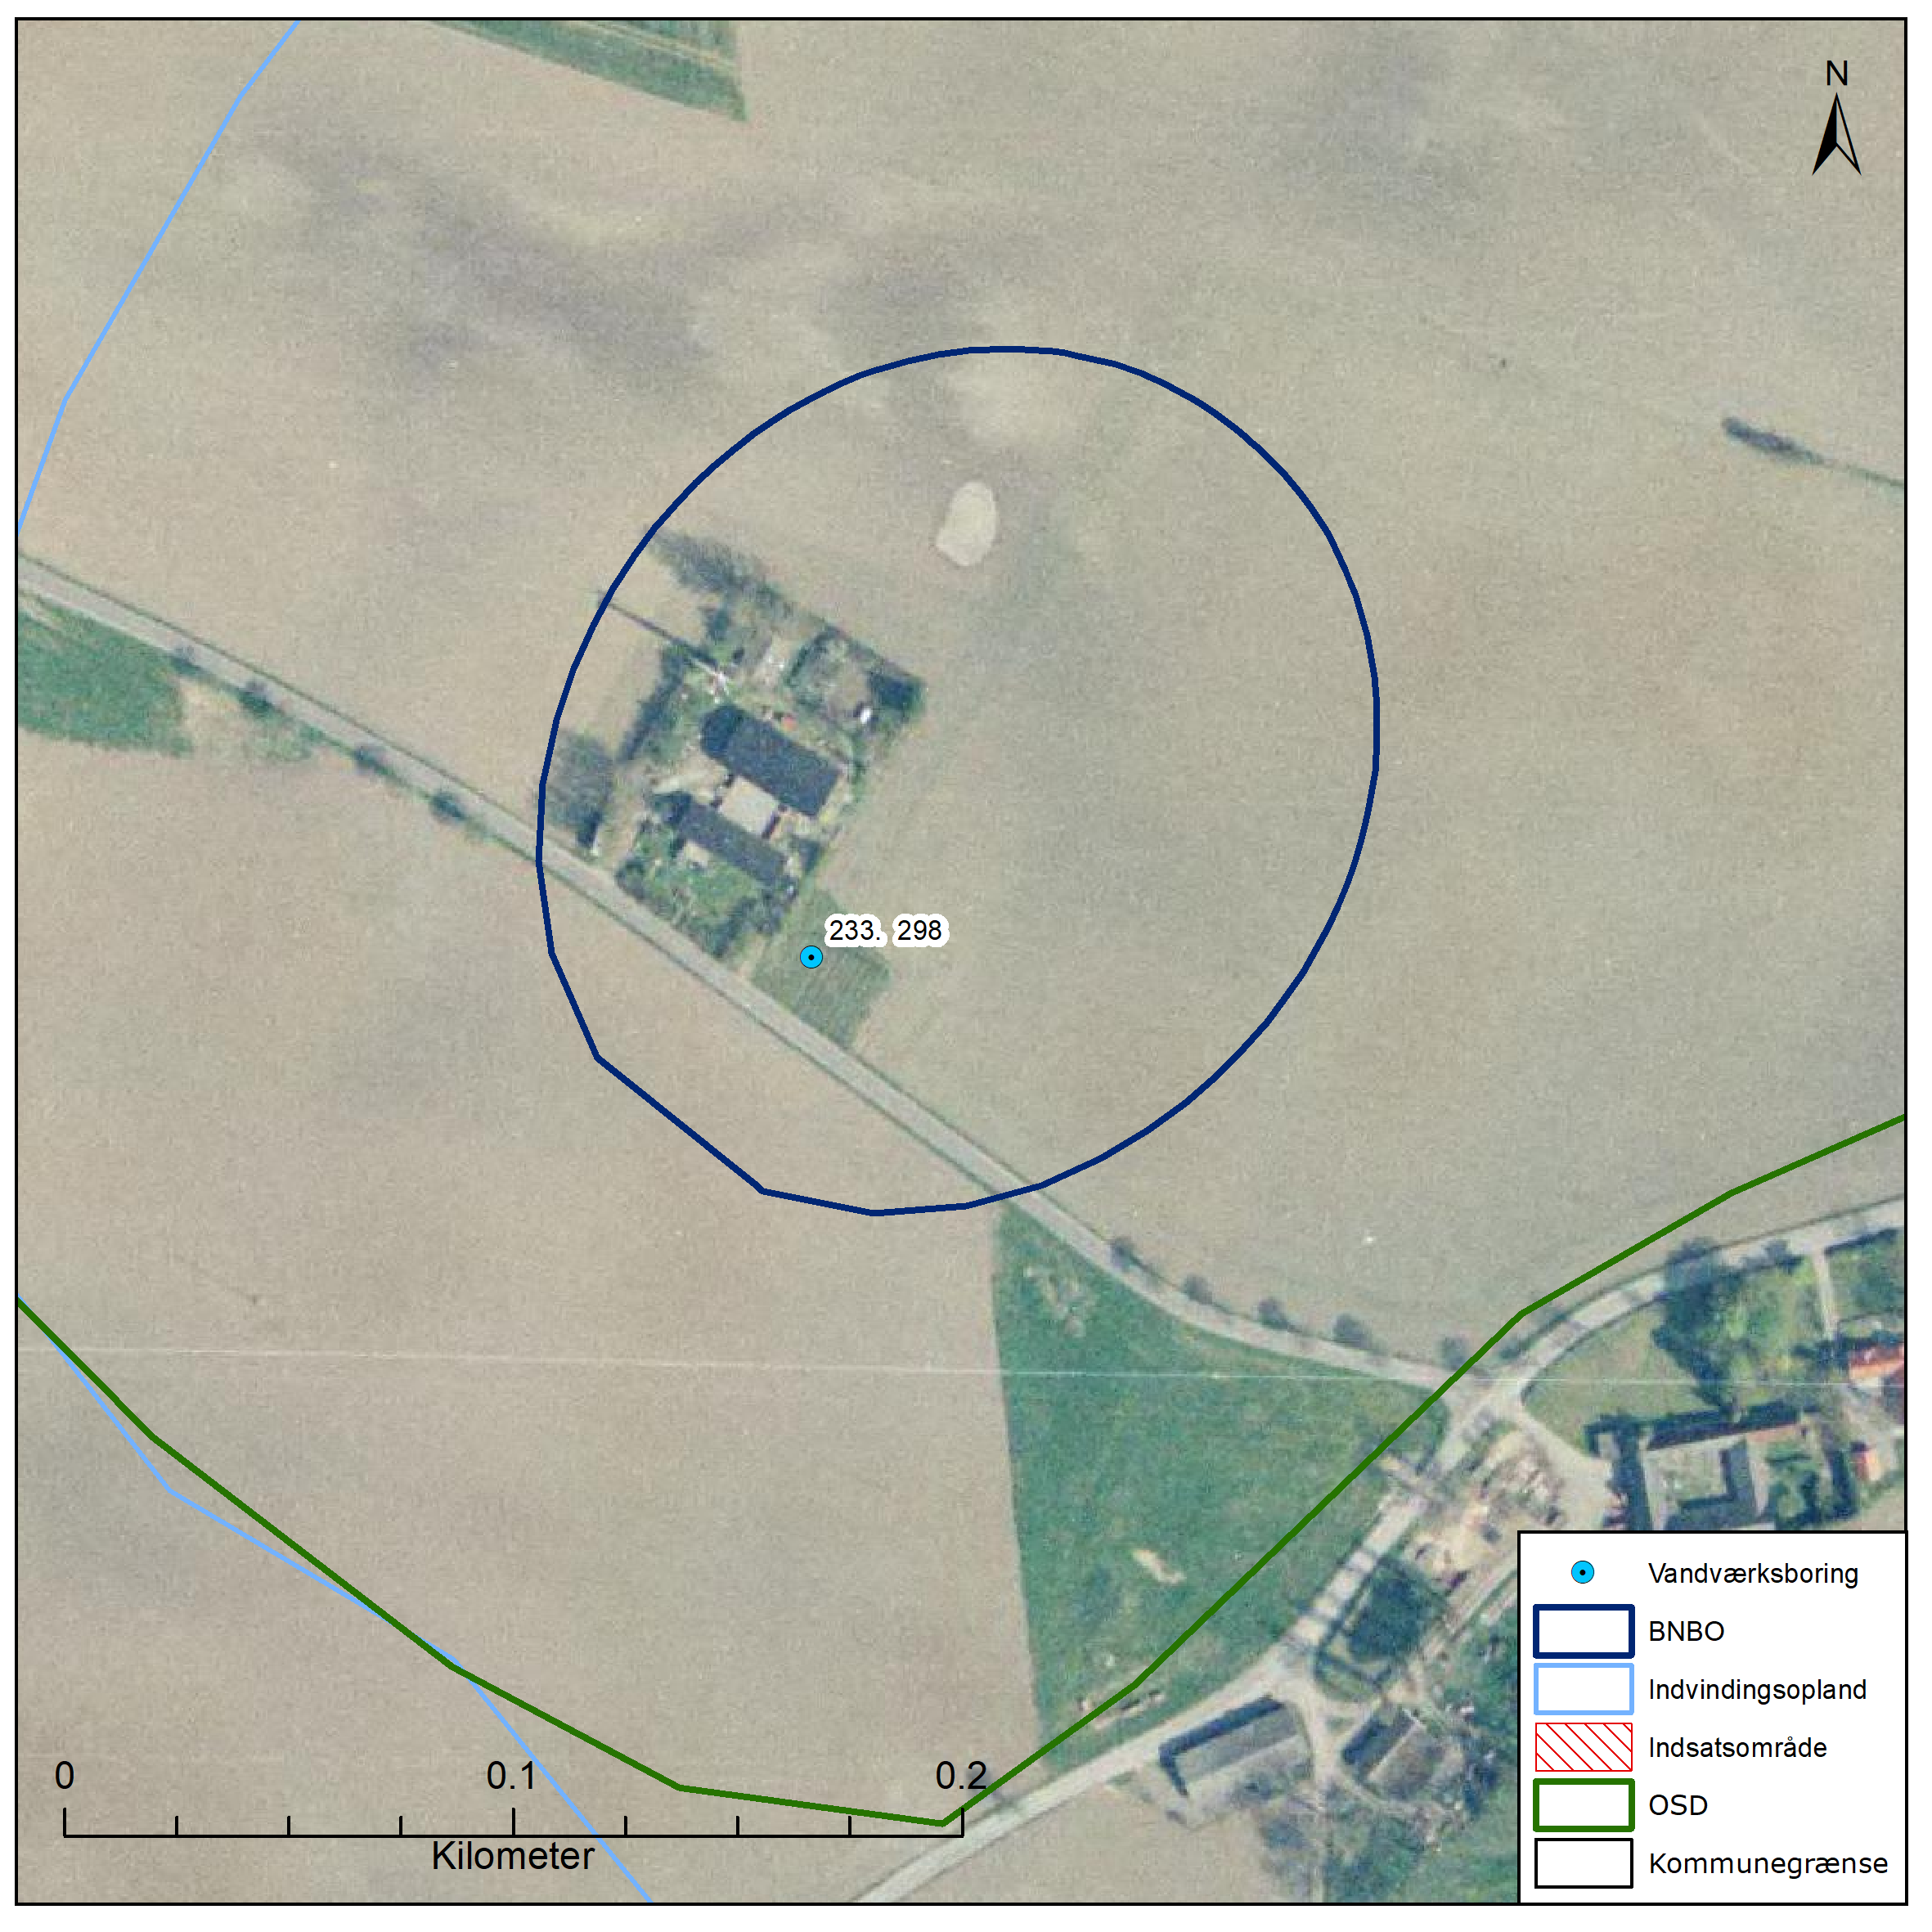 N
233. 298
Vandværksboring
BNBO
Indvindingsopland
Indsatsområde
OSD
Kommunegrænse
0 0.1 0.2
Kilometer